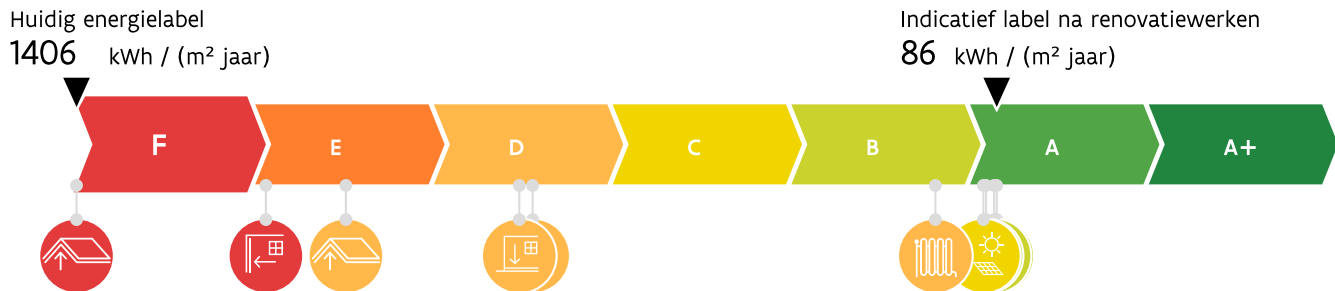 Huidig energielabel
1406 kWh / (m² jaar)
Indicatief label na renovatiewerken
86 kWh / (m² jaar)
F E D C B A A+